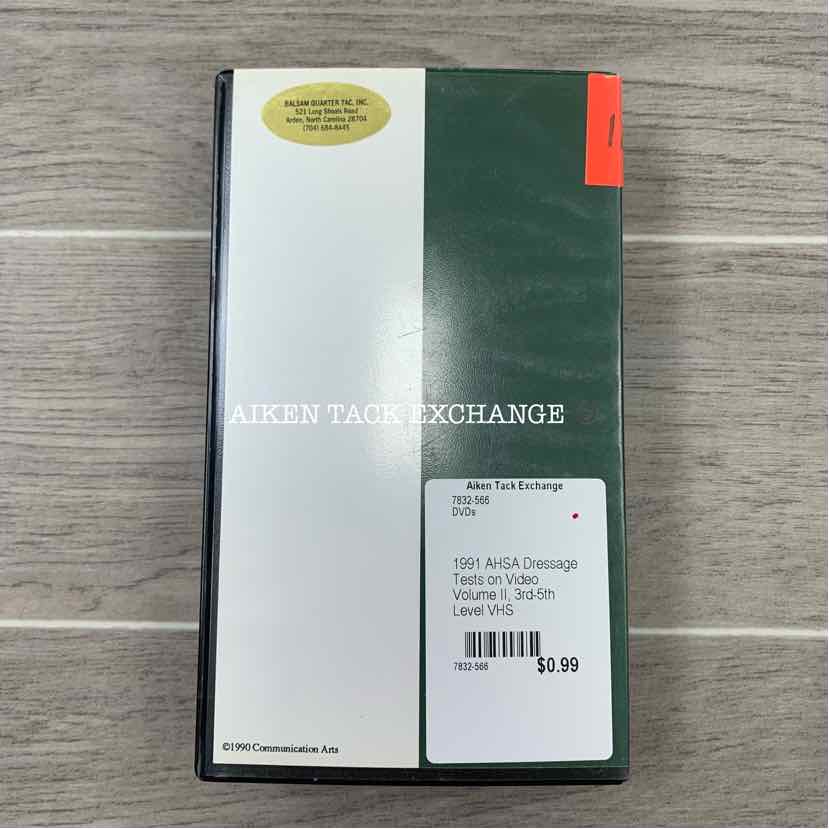 BALSAM QUARTER TAC, INC.
521 Long Shoals Road
Arden, North Carolina 28704
(704) 684-8445
AIKEN TACK EXCHANGE
Aiken Tack Exchange
7832-566
DVDs
1991 AHSA Dressage
Tests on Video
Volume II, 3rd-5th
Level VHS
7832-566
$0.99
©1990 Communication Arts